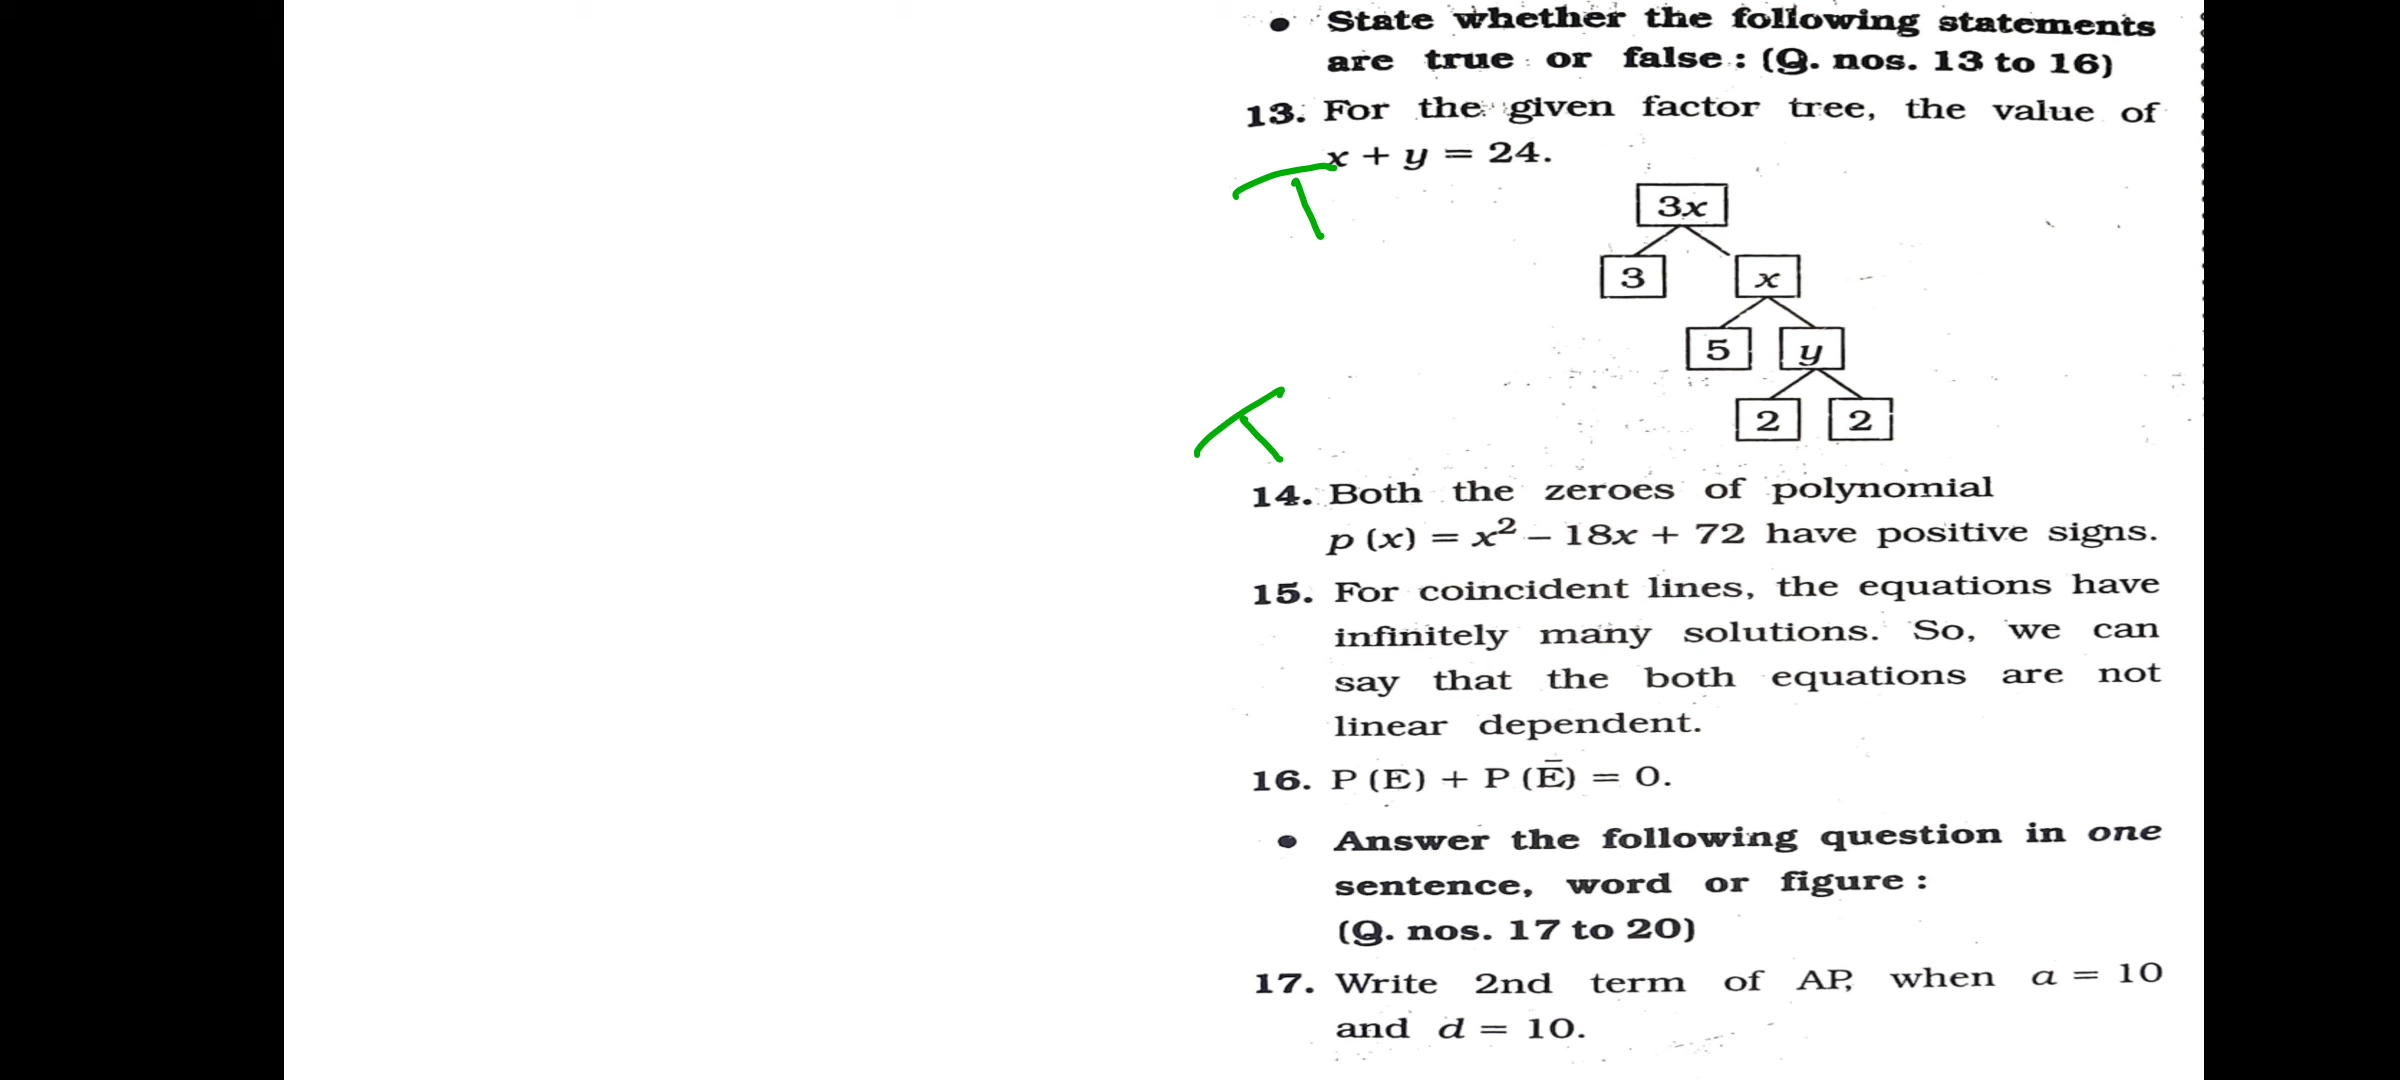 • State whether the following statements
are true or false : (Q. nos. 13 to 16)
13. For the given factor tree, the value of
x + y = 24.
T
3x
3 x
5 y
2 2
T
14. Both the zeroes of polynomial
p (x) = x² – 18x + 72 have positive signs.
15. For coincident lines, the equations have
infinitely many solutions. So, we can
say that the both equations are not
linear dependent.
16. P (E) + P (Ē) = 0.
• Answer the following question in one
sentence, word or figure :
(Q. nos. 17 to 20)
17. Write 2nd term of AP, when a = 10
and d = 10.